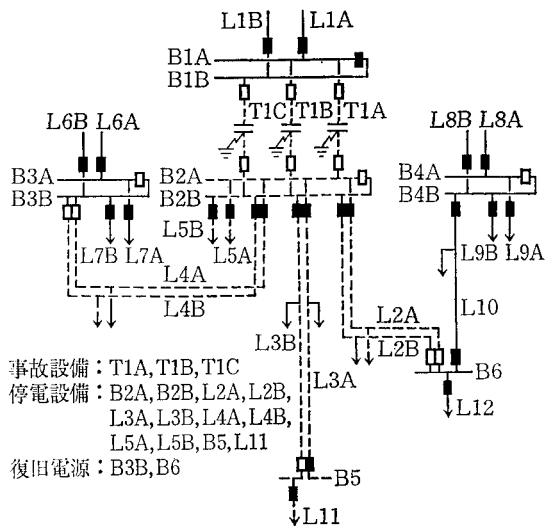 L1B L1A
B1A
B1B
T1C T1B T1A
L6B L6A
L8B L8A
B3A
B3B
B2A
B2B
B4A
B4B
L5B
L5A
L7B L7A
L9B L9A
L4A
L4B
L10
L2A
L2B
L3B
L3A
B6
L12
事故設備：T1A,T1B,T1C
停電設備：B2A,B2B,L2A,L2B,
L3A,L3B,L4A,L4B,
L5A,L5B,B5,L11
復旧電源：B3B,B6
B5
L11